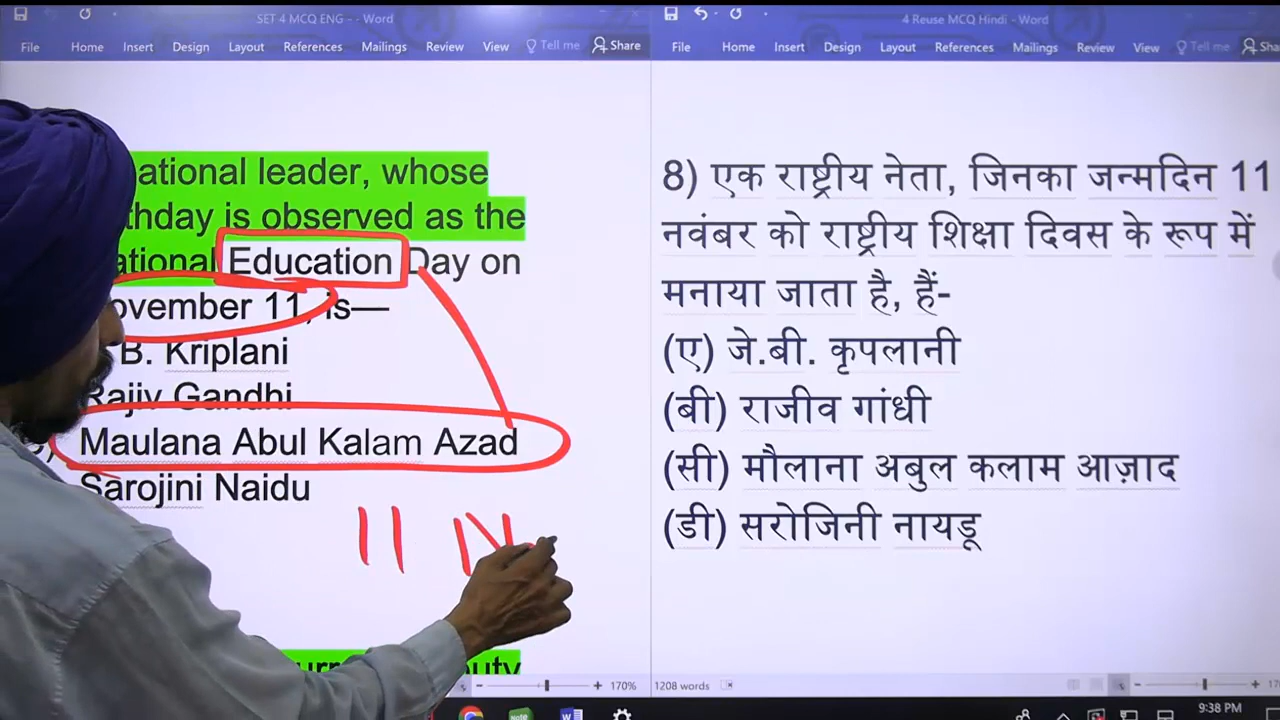 SET 4 MCQ ENG - - Word
File Home Insert Design Layout References Mailings Review View Tell me Share
ational leader, whose
thday is observed as the
ational Education Day on
ovember 11, is—
B. Kriplani
Rajiv Gandhi
Maulana Abul Kalam Azad
Sarojini Naidu
11 N
170%
4 Reuse MCQ Hindi - Word
File Home Insert Design Layout References Mailings Review View Tell me Sha
8) एक राष्ट्रीय नेता, जिनका जन्मदिन 11
नवंबर को राष्ट्रीय शिक्षा दिवस के रूप में
मनाया जाता है, हैं-
(ए) जे.बी. कृपलानी
(बी) राजीव गांधी
(सी) मौलाना अबुल कलाम आज़ाद
(डी) सरोजिनी नायडू
1208 words
9:38 PM